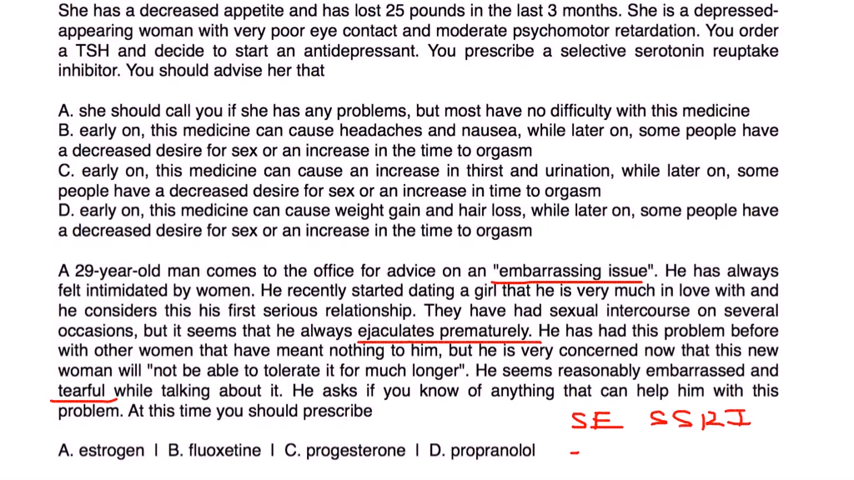 She has a decreased appetite and has lost 25 pounds in the last 3 months. She is a depressed-
appearing woman with very poor eye contact and moderate psychomotor retardation. You order
a TSH and decide to start an antidepressant. You prescribe a selective serotonin reuptake
inhibitor. You should advise her that
A. she should call you if she has any problems, but most have no difficulty with this medicine
B. early on, this medicine can cause headaches and nausea, while later on, some people have
a decreased desire for sex or an increase in the time to orgasm
C. early on, this medicine can cause an increase in thirst and urination, while later on, some
people have a decreased desire for sex or an increase in time to orgasm
D. early on, this medicine can cause weight gain and hair loss, while later on, some people have
a decreased desire for sex or an increase in the time to orgasm
A 29-year-old man comes to the office for advice on an "embarrassing issue". He has always
felt intimidated by women. He recently started dating a girl that he is very much in love with and
he considers this his first serious relationship. They have had sexual intercourse on several
occasions, but it seems that he always ejaculates prematurely. He has had this problem before
with other women that have meant nothing to him, but he is very concerned now that this new
woman will "not be able to tolerate it for much longer". He seems reasonably embarrassed and
tearful while talking about it. He asks if you know of anything that can help him with this
problem. At this time you should prescribe
SE SSRI
A. estrogen I B. fluoxetine I C. progesterone I D. propranolol -